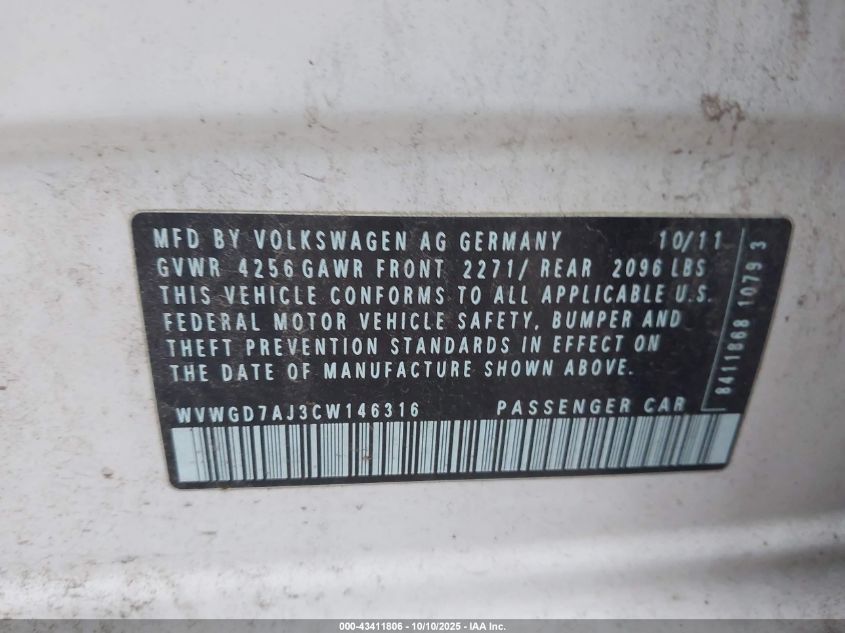 MFD BY VOLKSWAGEN AG GERMANY 10/11
GVWR 4256 GAWR FRONT 2271/ REAR 2096 LBS
THIS VEHICLE CONFORMS TO ALL APPLICABLE U.S.
FEDERAL MOTOR VEHICLE SAFETY, BUMPER AND
THEFT PREVENTION STANDARDS IN EFFECT ON
THE DATE OF MANUFACTURE SHOWN ABOVE.
WVWGD7AJ3CW146316 PASSENGER CAR
8411868 1079 3
000-43411806 - 10/10/2025 - IAA Inc.